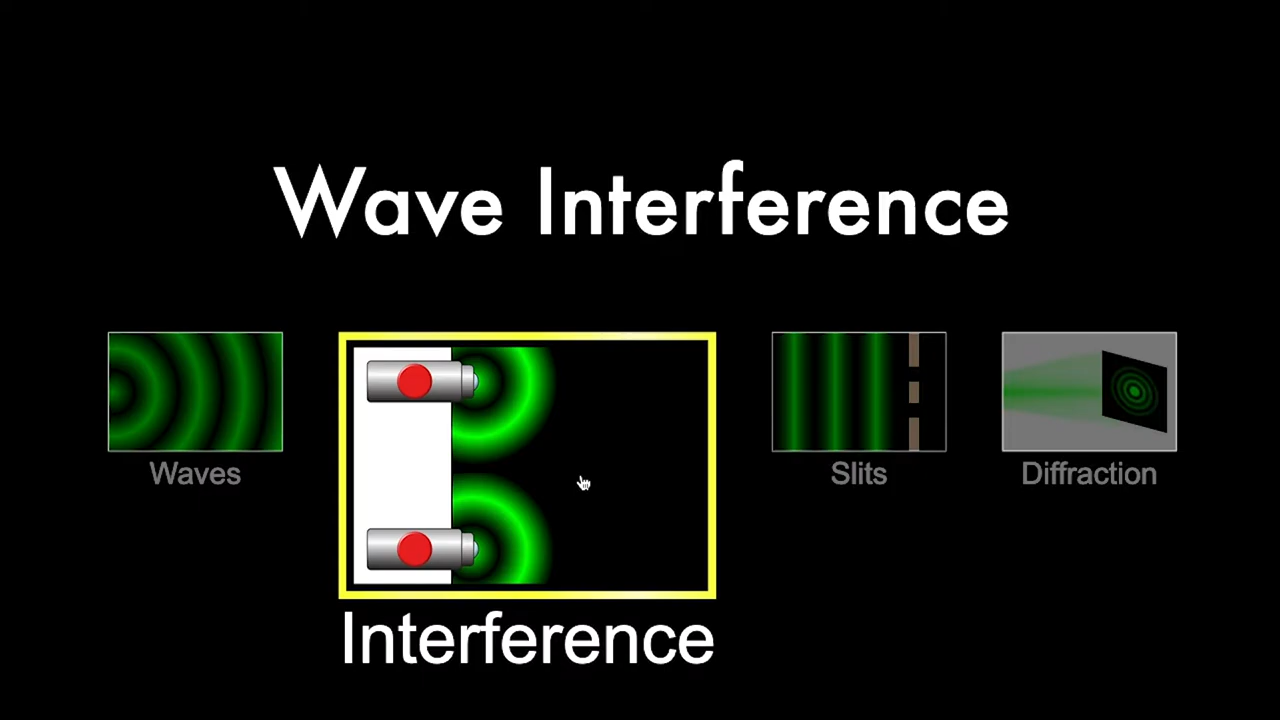 Wave Interference
Waves
Interference
Slits
Diffraction